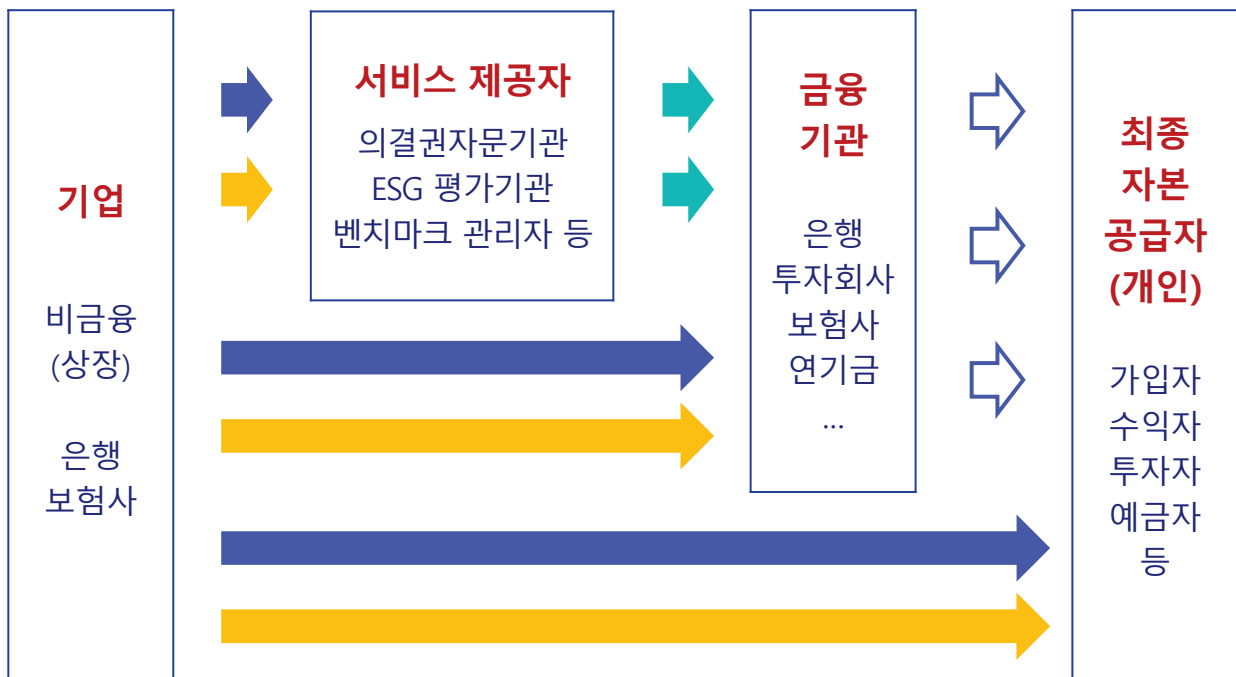 기업
비금융
(상장)
은행
보험사
서비스 제공자
의결권자문기관
ESG 평가기관
벤치마크 관리자 등
금융
기관
은행
투자회사
보험사
연기금
...
최종
자본
공급자
(개인)
가입자
수익자
투자자
예금자
등